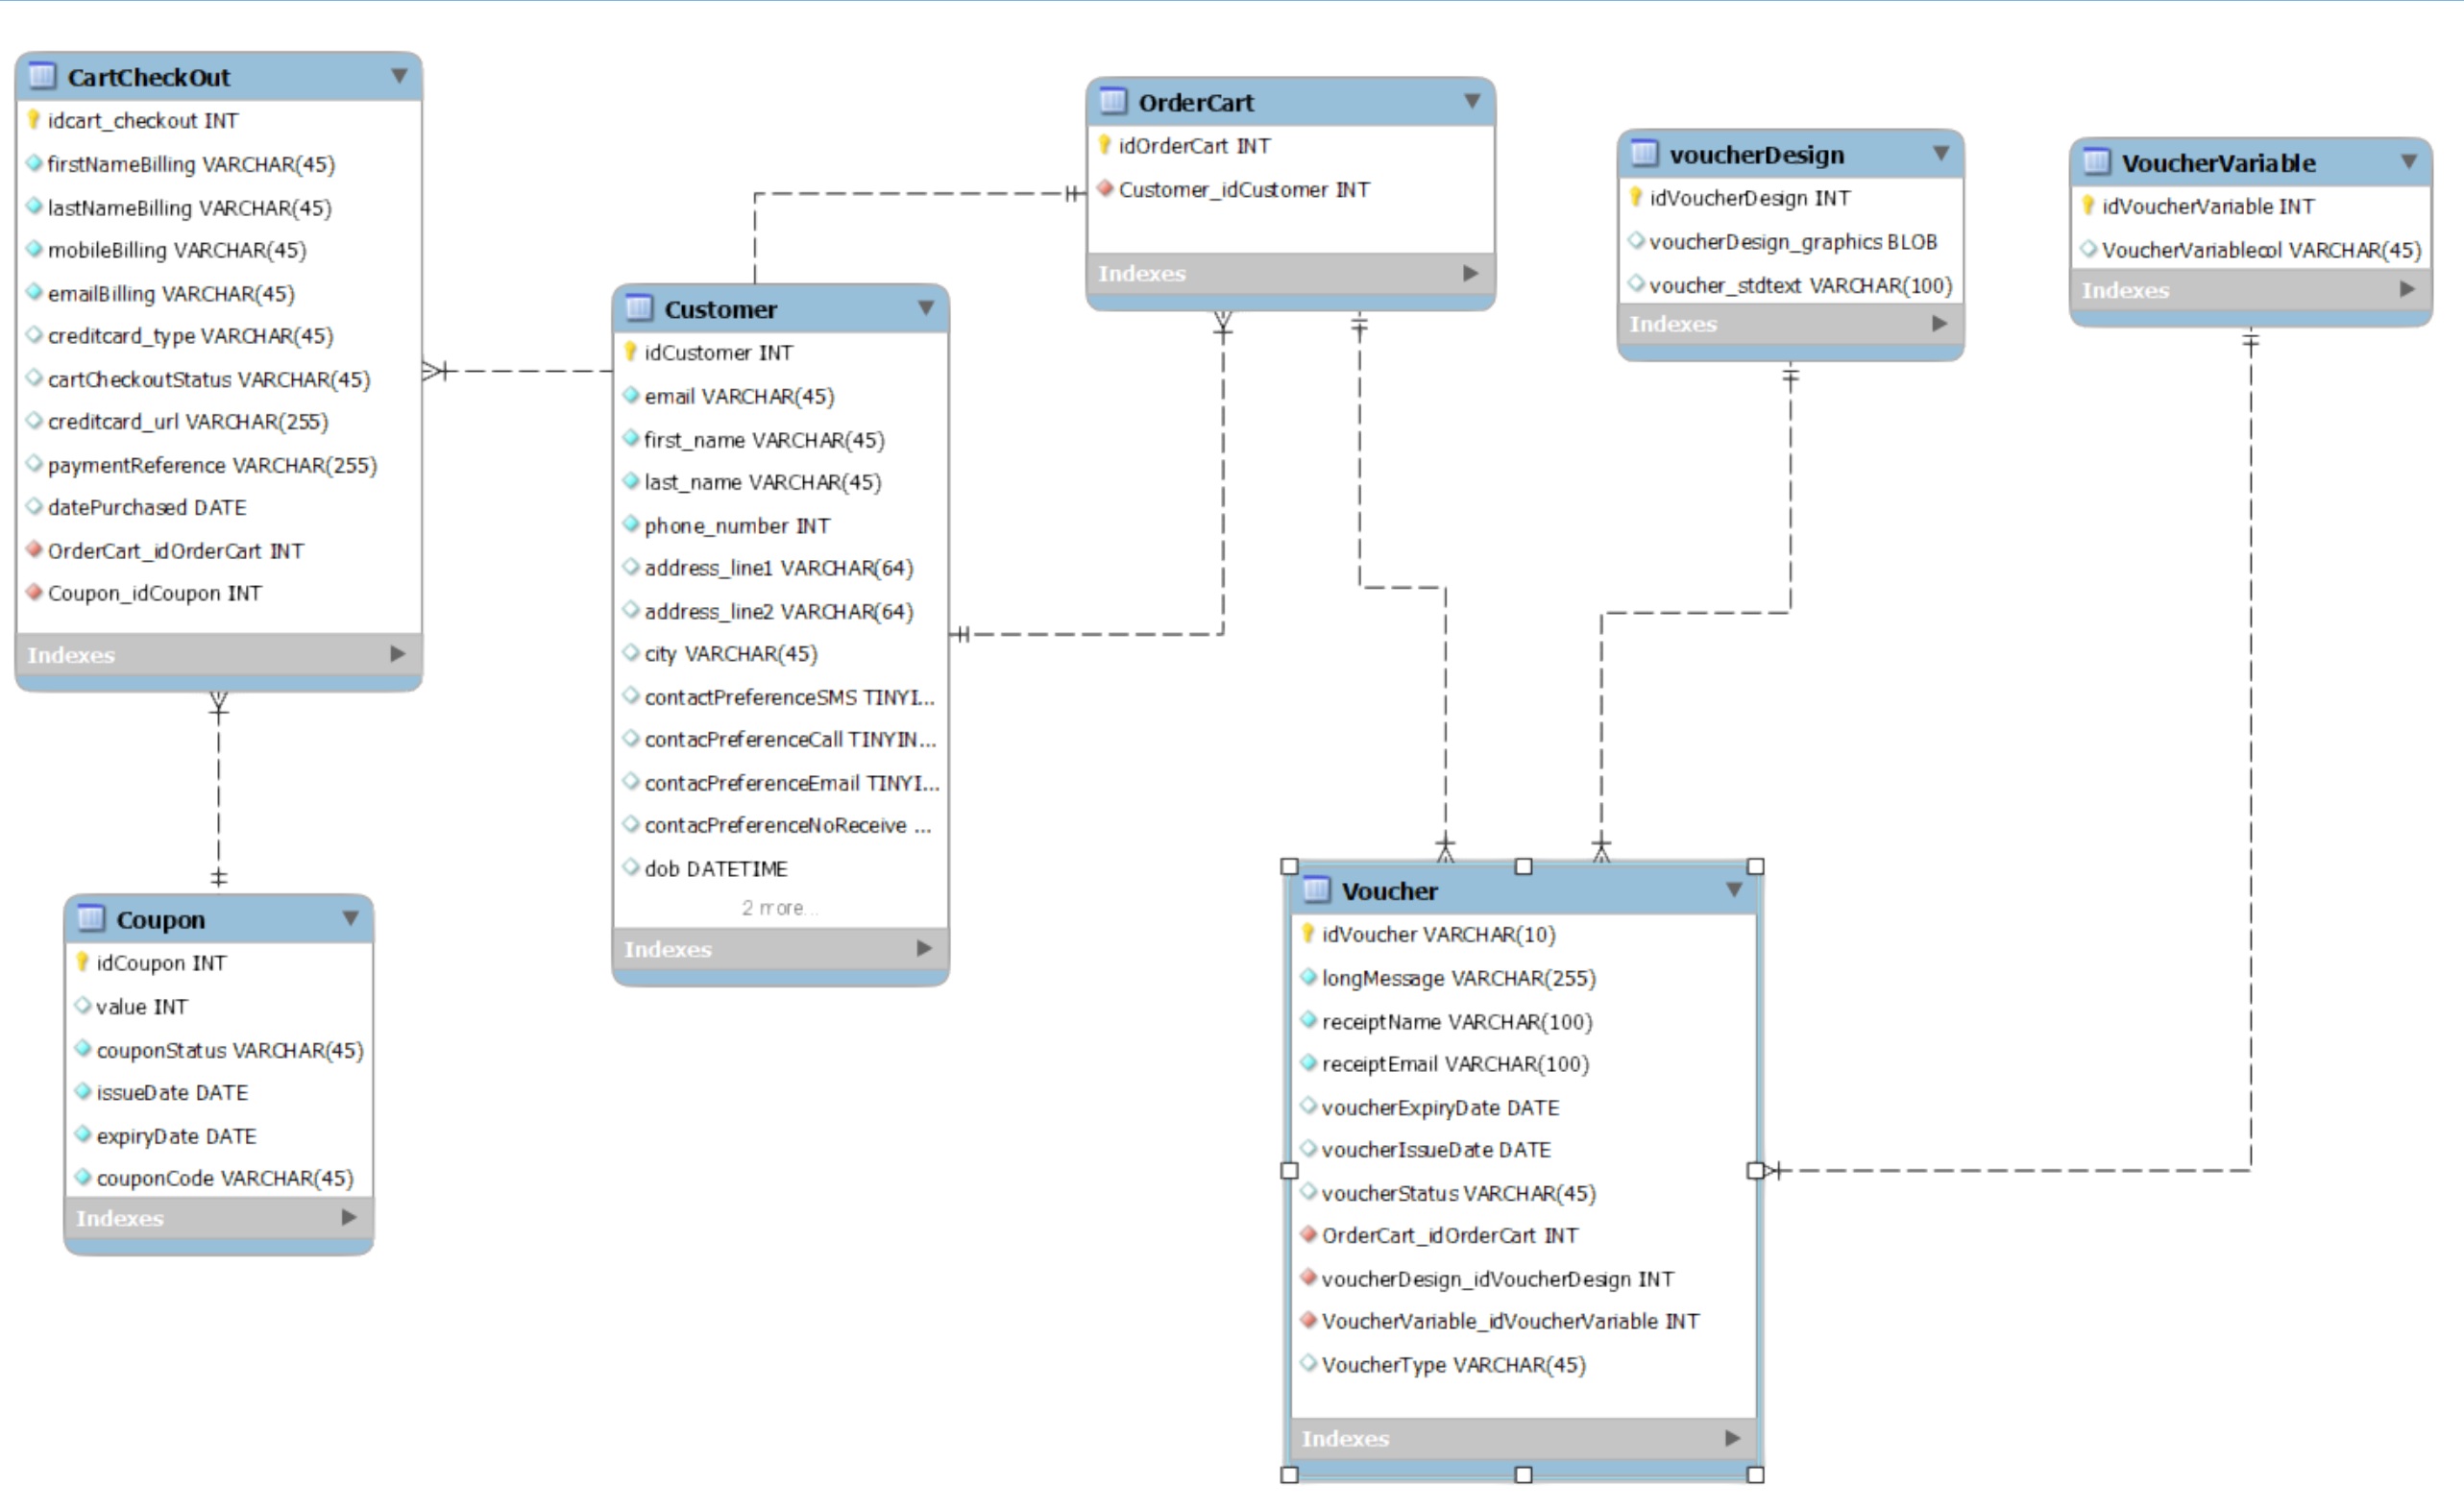 CartCheckOut
idcart_checkout INT
firstNameBilling VARCHAR(45)
lastNameBilling VARCHAR(45)
mobileBilling VARCHAR(45)
emailBilling VARCHAR(45)
creditcard_type VARCHAR(45)
cartCheckoutStatus VARCHAR(45)
creditcard_url VARCHAR(255)
paymentReference VARCHAR(255)
datePurchased DATE
OrderCart_idOrderCart INT
Coupon_idCoupon INT
Indexes
Coupon
idCoupon INT
value INT
couponStatus VARCHAR(45)
issueDate DATE
expiryDate DATE
couponCode VARCHAR(45)
Indexes
Customer
idCustomer INT
email VARCHAR(45)
first_name VARCHAR(45)
last_name VARCHAR(45)
phone_number INT
address_line1 VARCHAR(64)
address_line2 VARCHAR(64)
city VARCHAR(45)
contactPreferenceSMS TINYI...
contacPreferenceCall TINYIN...
contacPreferenceEmail TINYI...
contacPreferenceNoReceive ...
dob DATETIME
2 more...
Indexes
OrderCart
idOrderCart INT
Customer_idCustomer INT
Indexes
voucherDesign
idVoucherDesign INT
voucherDesign_graphics BLOB
voucher_stdtext VARCHAR(100)
Indexes
VoucherVariable
idVoucherVariable INT
VoucherVariablecol VARCHAR(45)
Indexes
Voucher
idVoucher VARCHAR(10)
longMessage VARCHAR(255)
receiptName VARCHAR(100)
receiptEmail VARCHAR(100)
voucherExpiryDate DATE
voucherIssueDate DATE
voucherStatus VARCHAR(45)
OrderCart_idOrderCart INT
voucherDesign_idVoucherDesign INT
VoucherVariable_idVoucherVariable INT
VoucherType VARCHAR(45)
Indexes